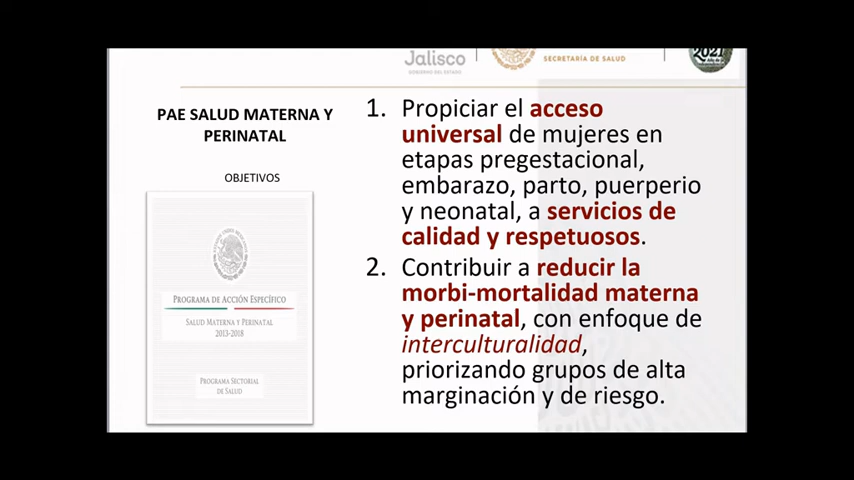 Jalisco
GOBIERNO DEL ESTADO
SECRETARÍA DE SALUD
2021
PAE SALUD MATERNA Y
PERINATAL
OBJETIVOS
PROGRAMA DE ACCIÓN ESPECÍFICO
SALUD MATERNA Y PERINATAL
2013-2018
PROGRAMA SECTORIAL
DE SALUD
1. Propiciar el acceso
universal de mujeres en
etapas pregestacional,
embarazo, parto, puerperio
y neonatal, a servicios de
calidad y respetuosos.
2. Contribuir a reducir la
morbi-mortalidad materna
y perinatal, con enfoque de
interculturalidad,
priorizando grupos de alta
marginación y de riesgo.